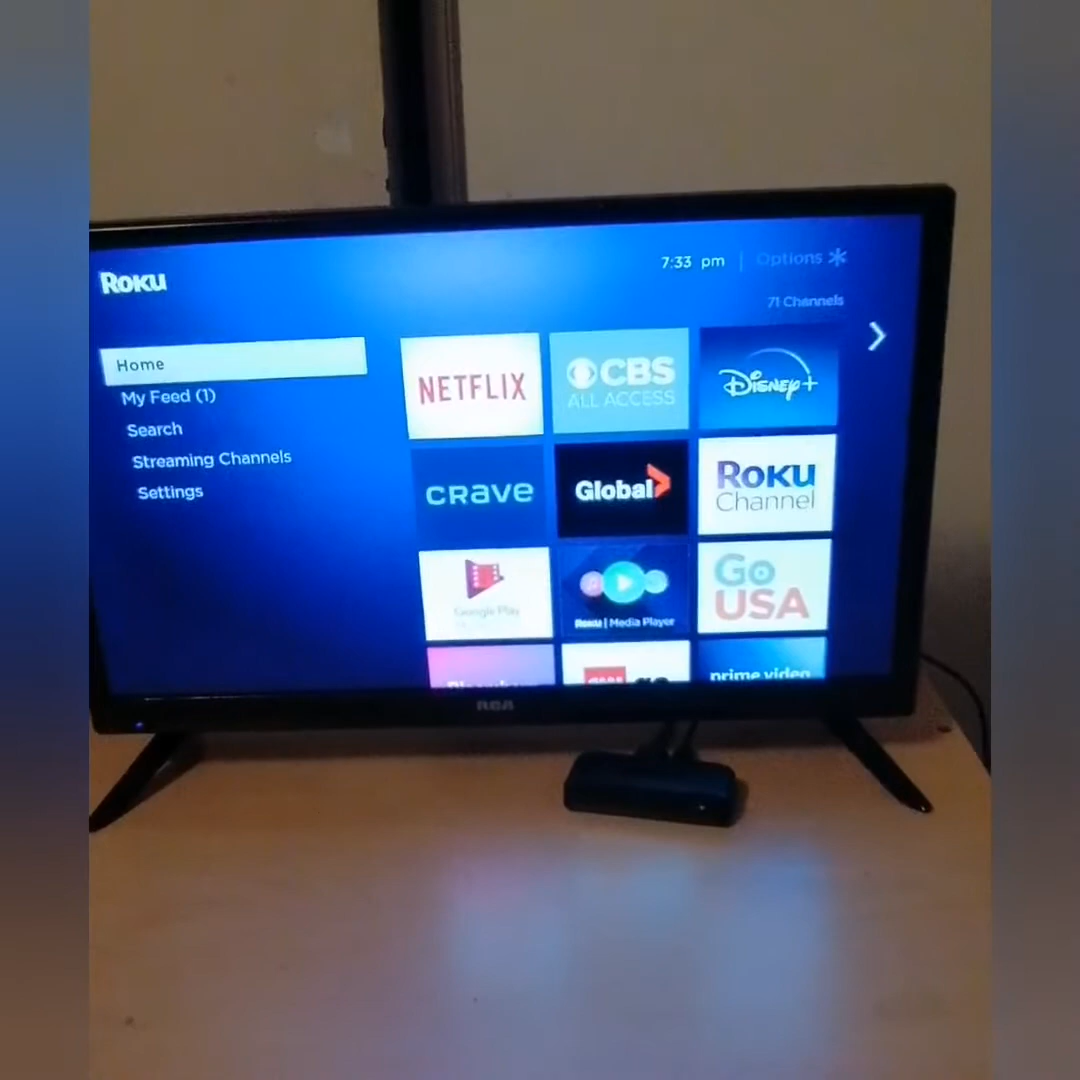 Roku
7:33 pm | Options *
71 Channels
Home
My Feed (1)
Search
Streaming Channels
Settings
NETFLIX
CBS
ALL ACCESS
Disney+
crave
Global
Roku
Channel
Google Play
Roku | Media Player
Go
USA
prime video
RCA